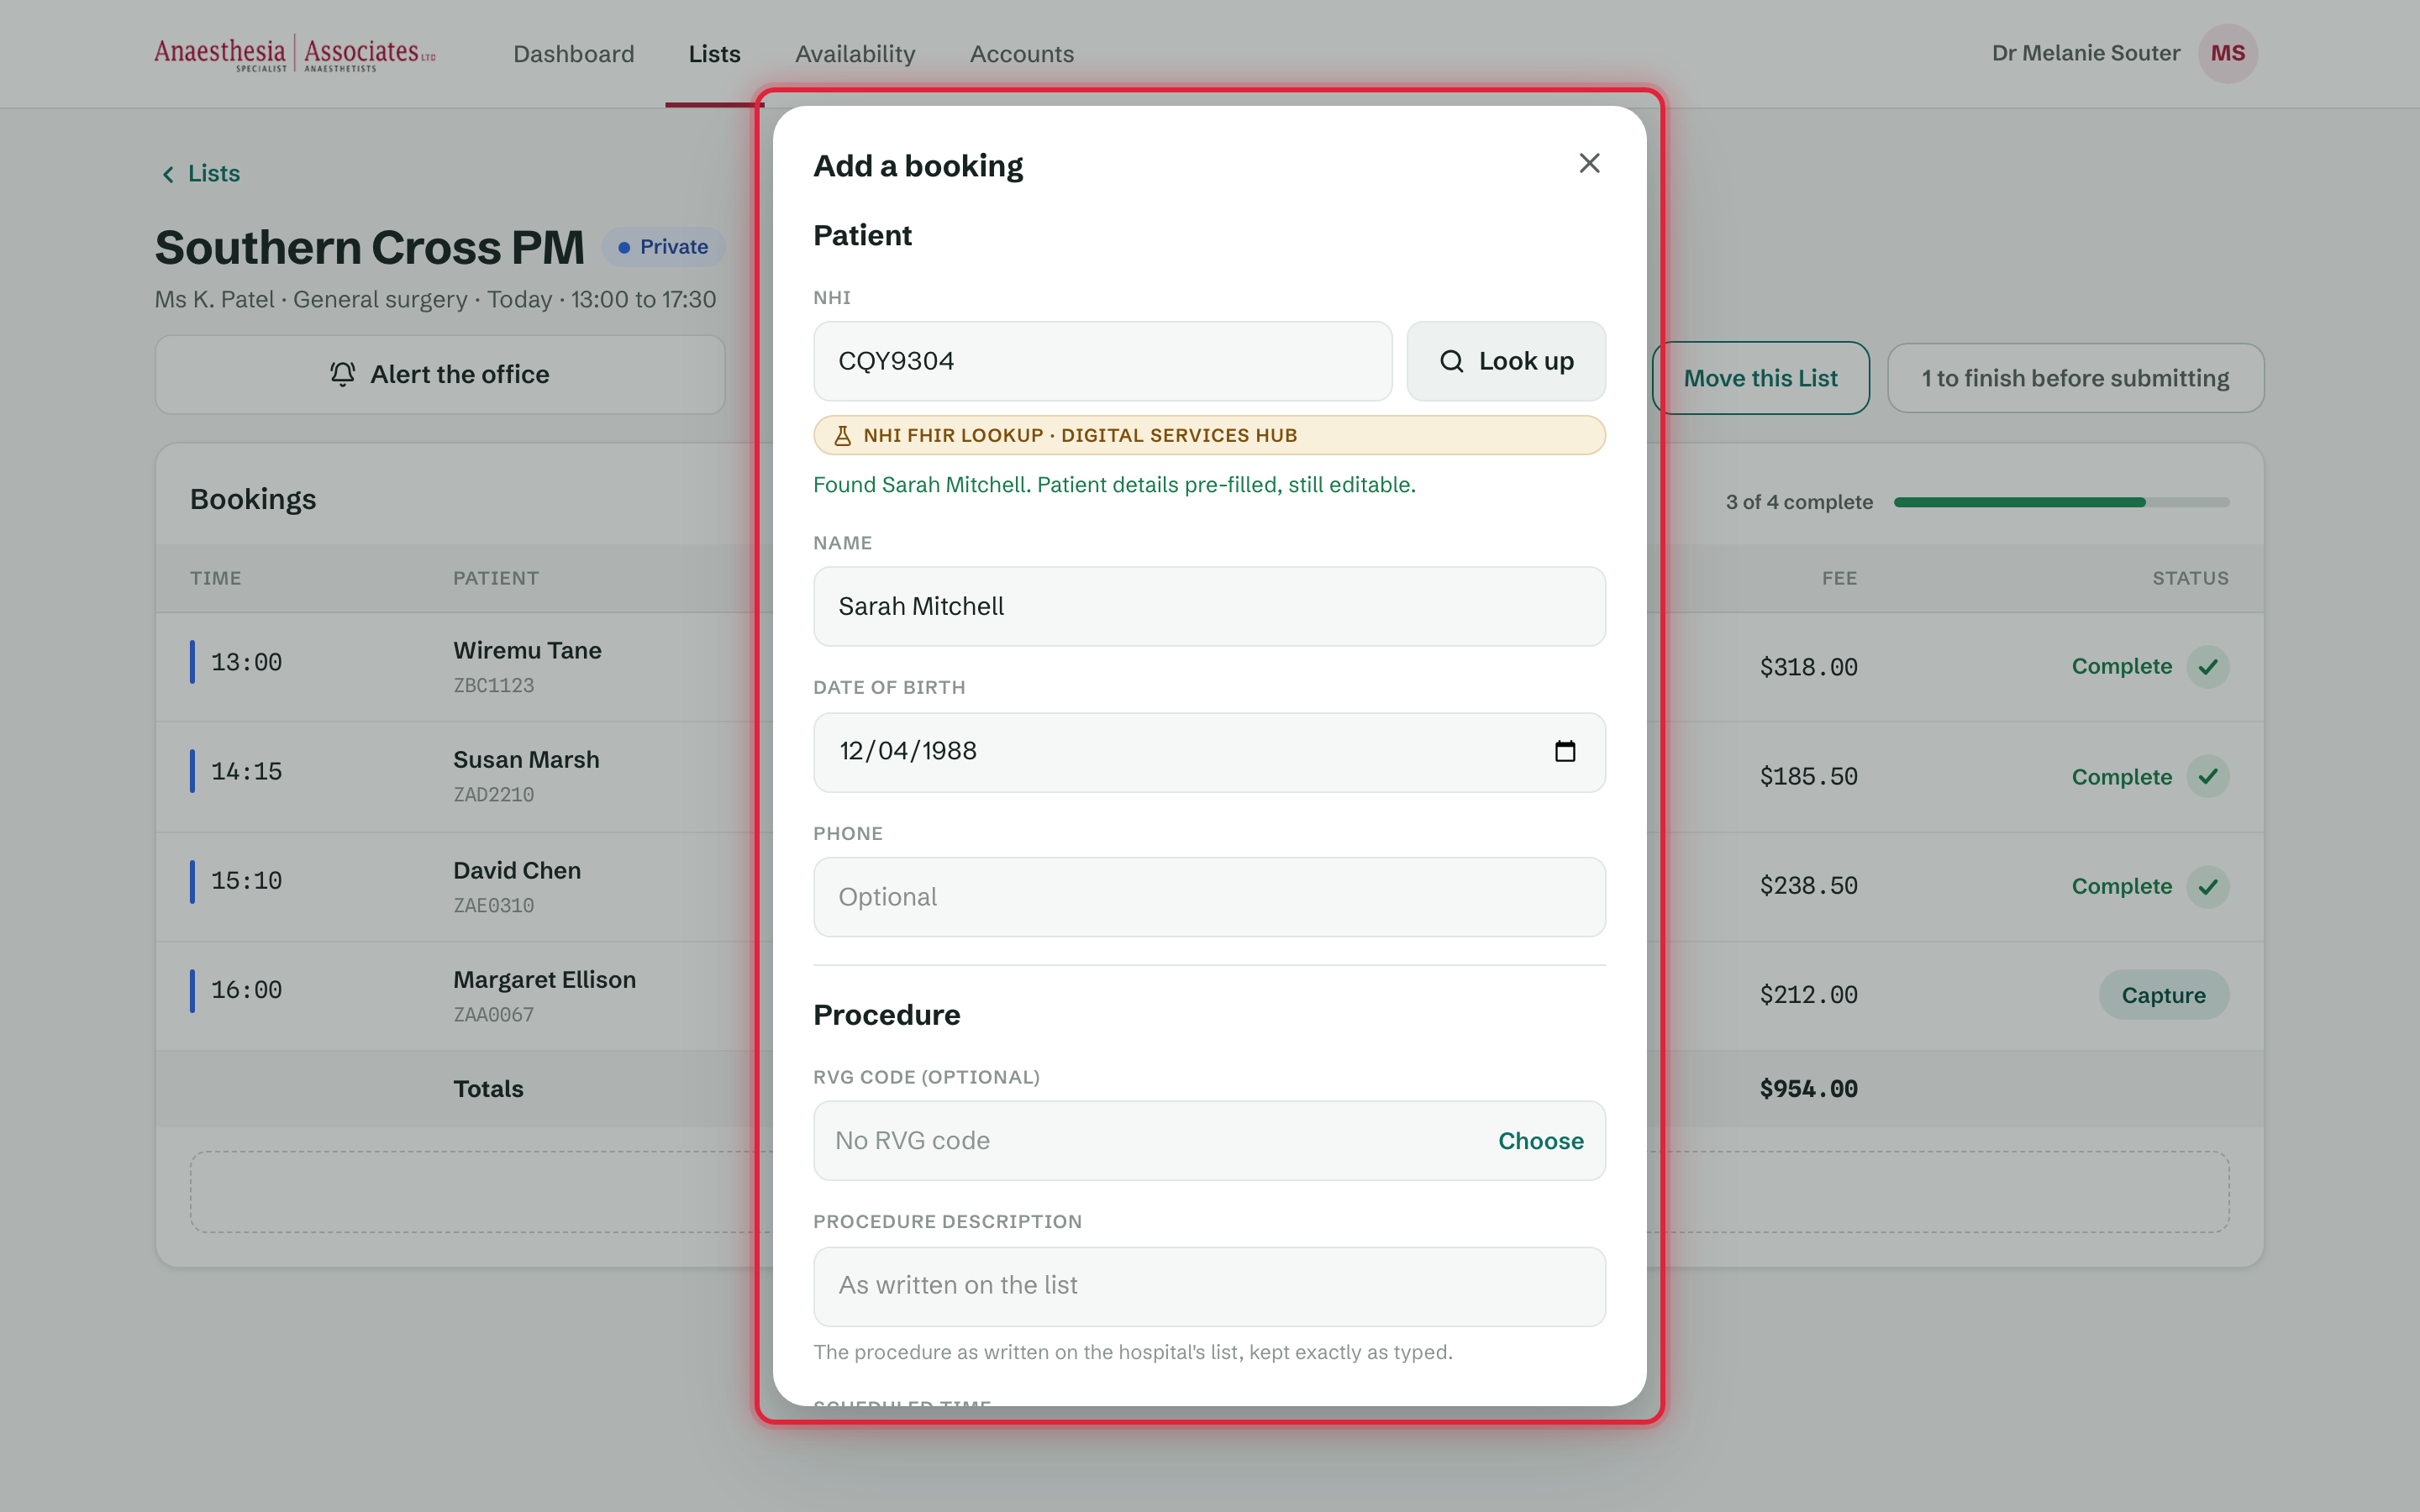 Anaesthesia Associates LTD
SPECIALIST ANAESTHETISTS
Dashboard
Lists
Availability
Accounts
Dr Melanie Souter
MS
Lists
Southern Cross PM
Private
Ms K. Patel · General surgery · Today · 13:00 to 17:30
Alert the office
Move this List
1 to finish before submitting
Bookings
3 of 4 complete
TIME
PATIENT
FEE
STATUS
13:00
Wiremu Tane
ZBC1123
$318.00
Complete
14:15
Susan Marsh
ZAD2210
$185.50
Complete
15:10
David Chen
ZAE0310
$238.50
Complete
16:00
Margaret Ellison
ZAA0067
$212.00
Capture
Totals
$954.00
Add a booking
Patient
NHI
CQY9304
Look up
NHI FHIR LOOKUP · DIGITAL SERVICES HUB
Found Sarah Mitchell. Patient details pre-filled, still editable.
NAME
Sarah Mitchell
DATE OF BIRTH
12/04/1988
PHONE
Optional
Procedure
RVG CODE (OPTIONAL)
No RVG code
Choose
PROCEDURE DESCRIPTION
As written on the list
The procedure as written on the hospital's list, kept exactly as typed.
SCHEDULED TIME